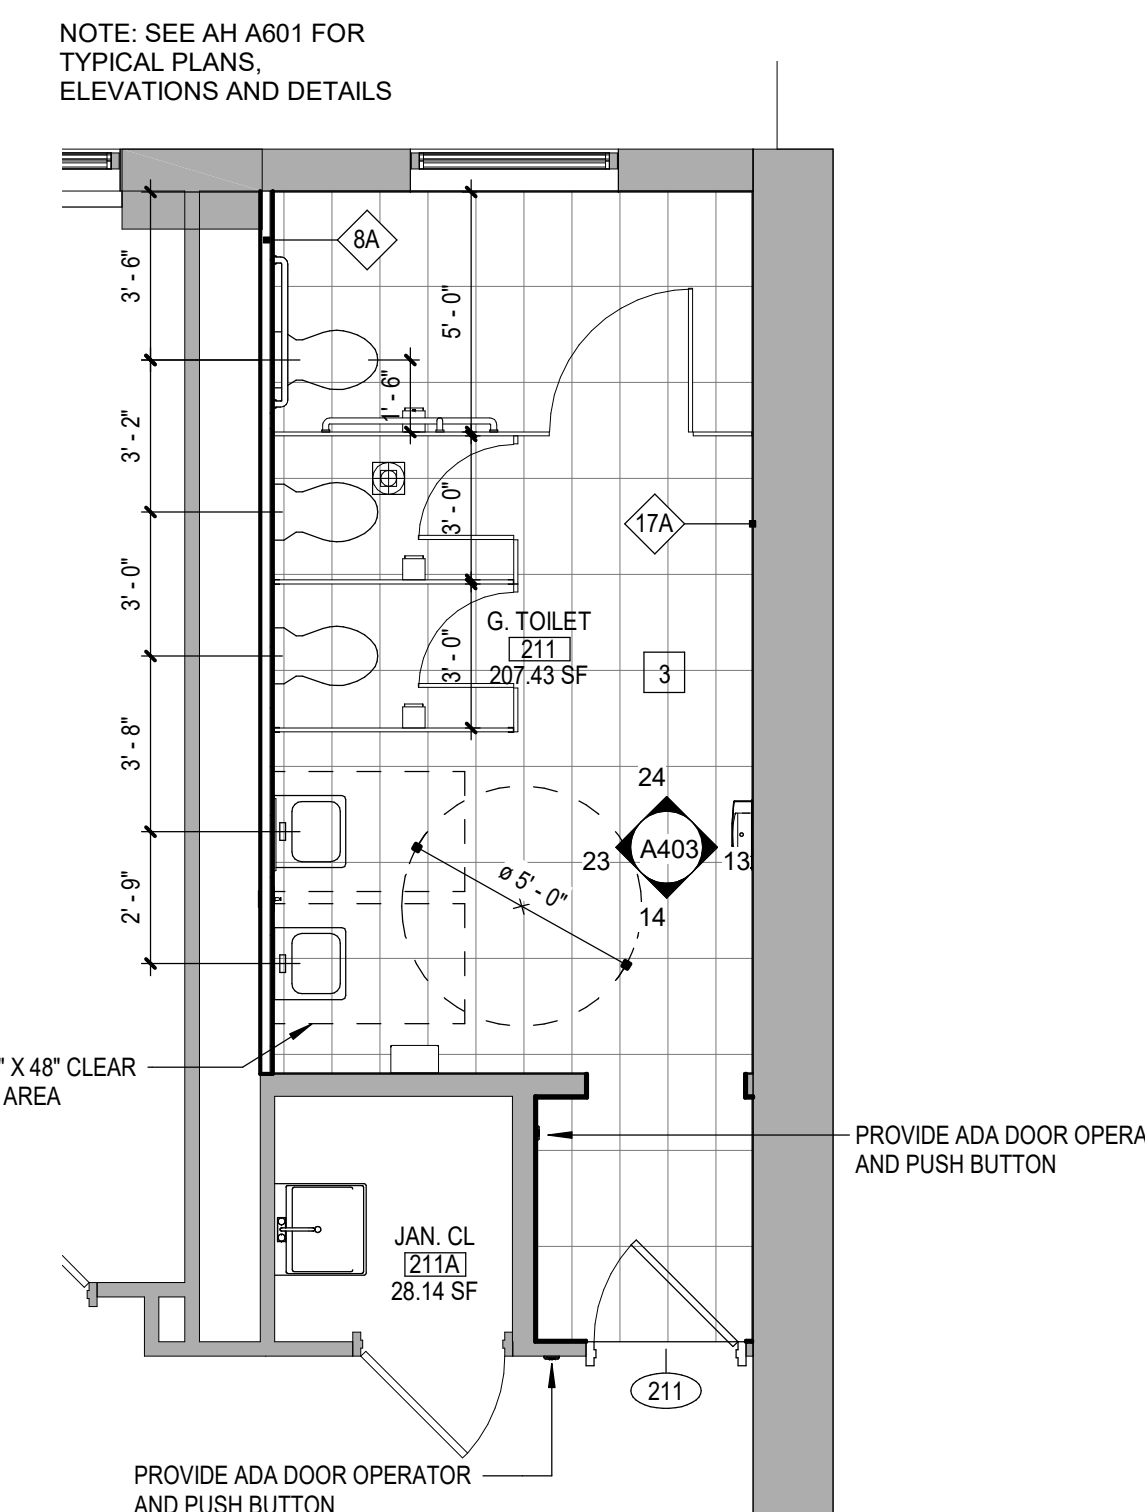 NOTE: SEE AH A601 FOR
TYPICAL PLANS,
ELEVATIONS AND DETAILS
8A
3' - 6"
5' - 0"
1' - 6"
3' - 2"
3' - 0"
17A
3' - 0"
G. TOILET
211
207.43 SF
3' - 0"
3
3' - 8"
24
A403
23
13
14
ø 5' - 0"
2' - 9"
" X 48" CLEAR
AREA
PROVIDE ADA DOOR OPERA
AND PUSH BUTTON
JAN. CL
211A
28.14 SF
211
PROVIDE ADA DOOR OPERATOR
AND PUSH BUTTON